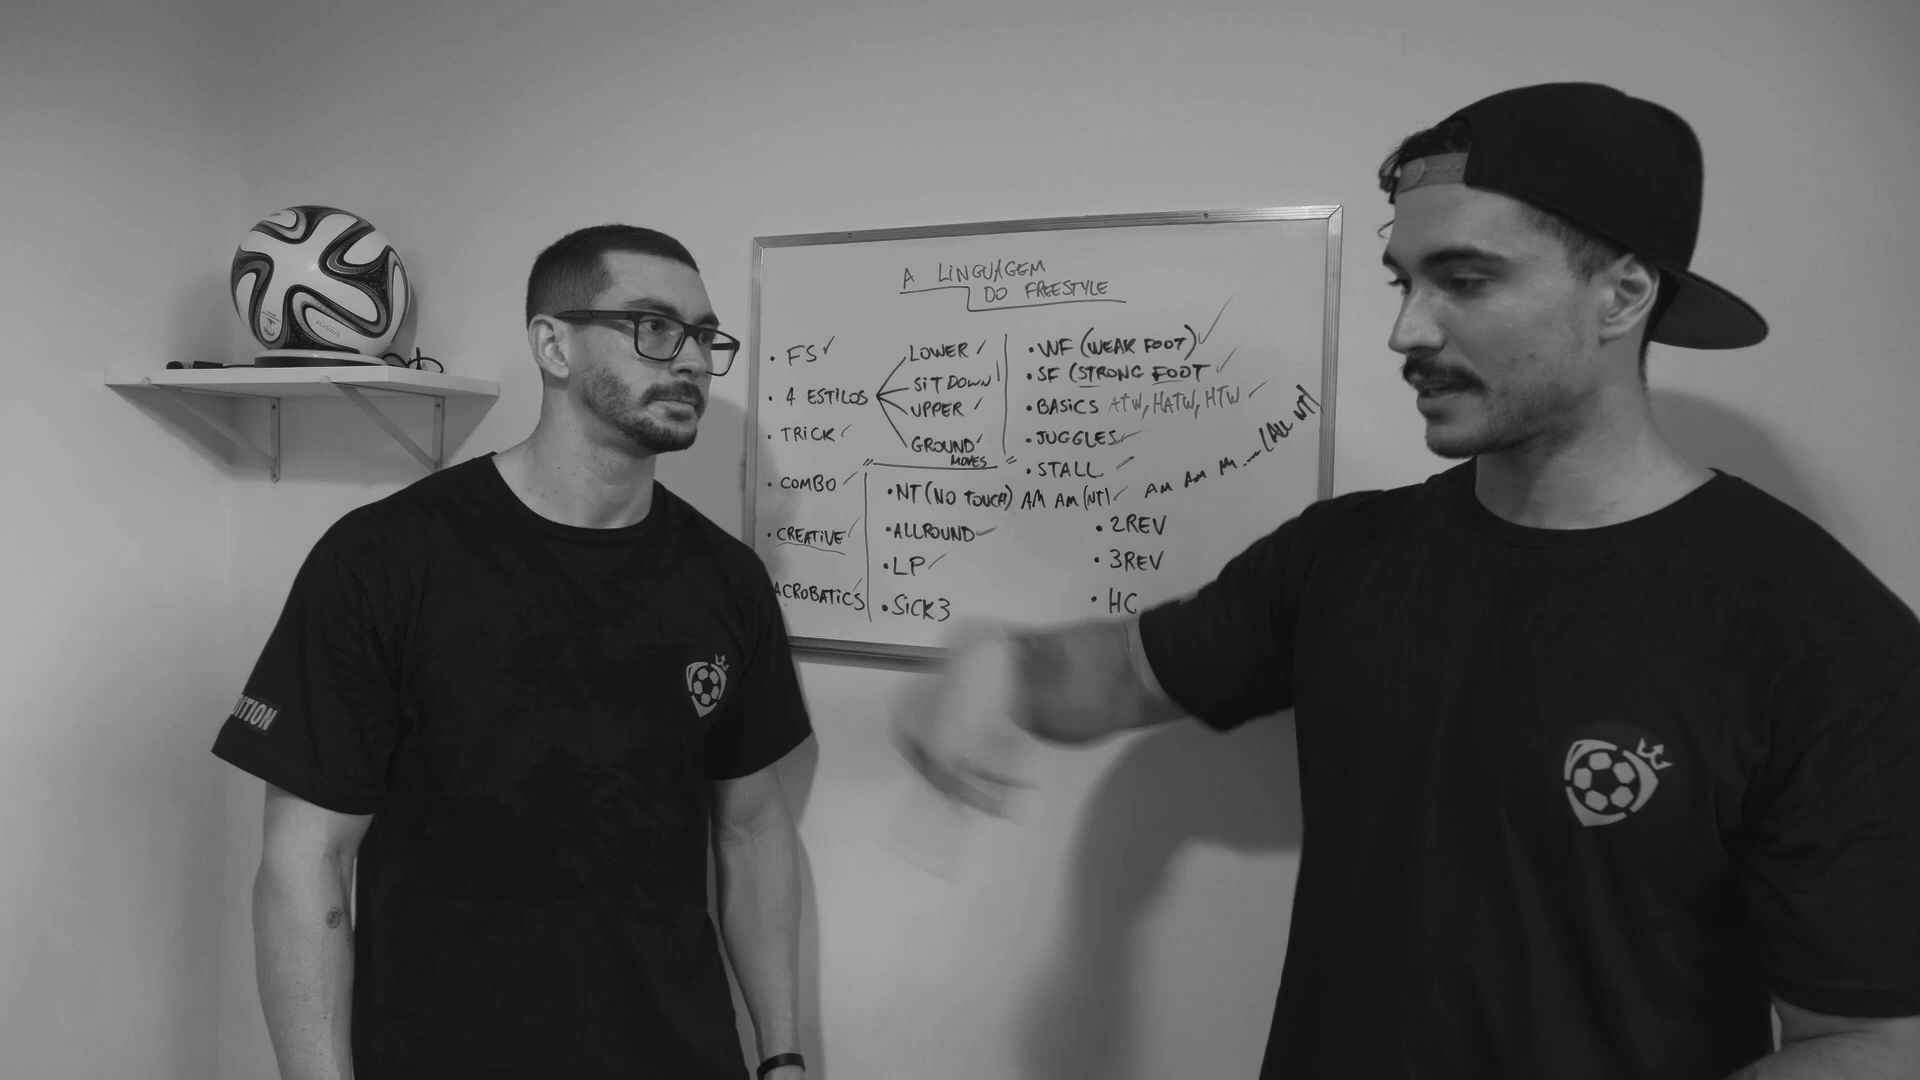 A LINGUAGEM
DO FREESTYLE
• FS
• 4 ESTILOS
LOWER
SIT DOWN
UPPER
GROUND
MOVES
• TRICK
• COMBO
• CREATIVE
ACROBATICS
• WF (WEAK FOOT)
• SF (STRONG FOOT
• BASICS ATW, HATW, HTW
• JUGGLES
• STALL
• NT (NO TOUCH) AM AM (NT)
AM AM M... (ALL NT)
• ALLROUND
• LP
• SICK3
• 2REV
• 3REV
• HC
DITION